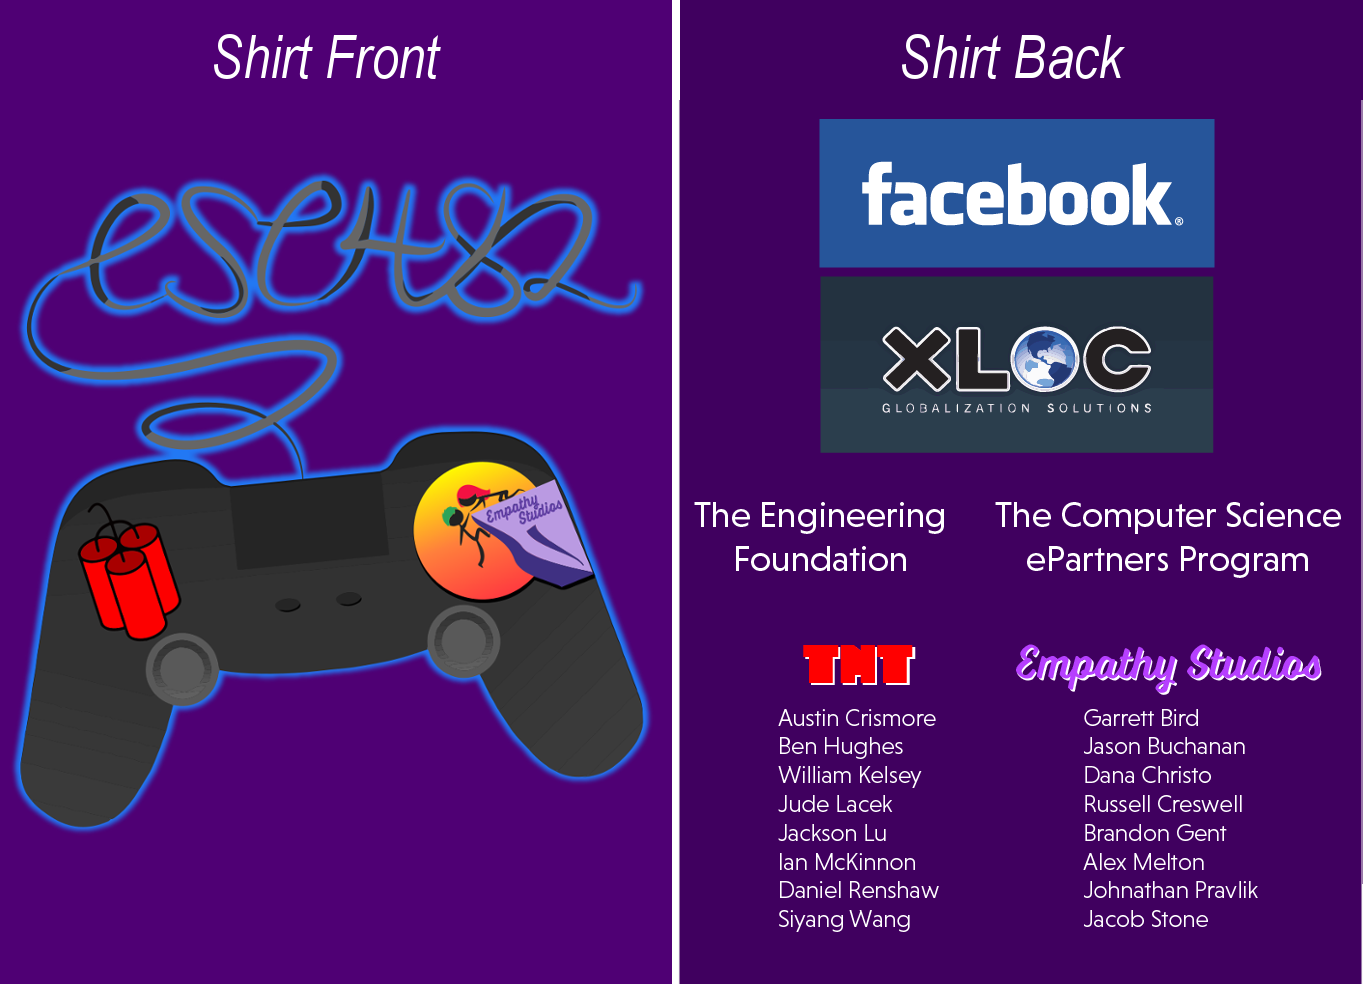 Shirt Front
esc482
Empathy
Studios
Shirt Back
facebook®
XLOC
GLOBALIZATION SOLUTIONS
The Engineering
Foundation
The Computer Science
ePartners Program
TNT
Austin Crismore
Ben Hughes
William Kelsey
Jude Lacek
Jackson Lu
Ian McKinnon
Daniel Renshaw
Siyang Wang
Empathy Studios
Garrett Bird
Jason Buchanan
Dana Christo
Russell Creswell
Brandon Gent
Alex Melton
Johnathan Pravlik
Jacob Stone